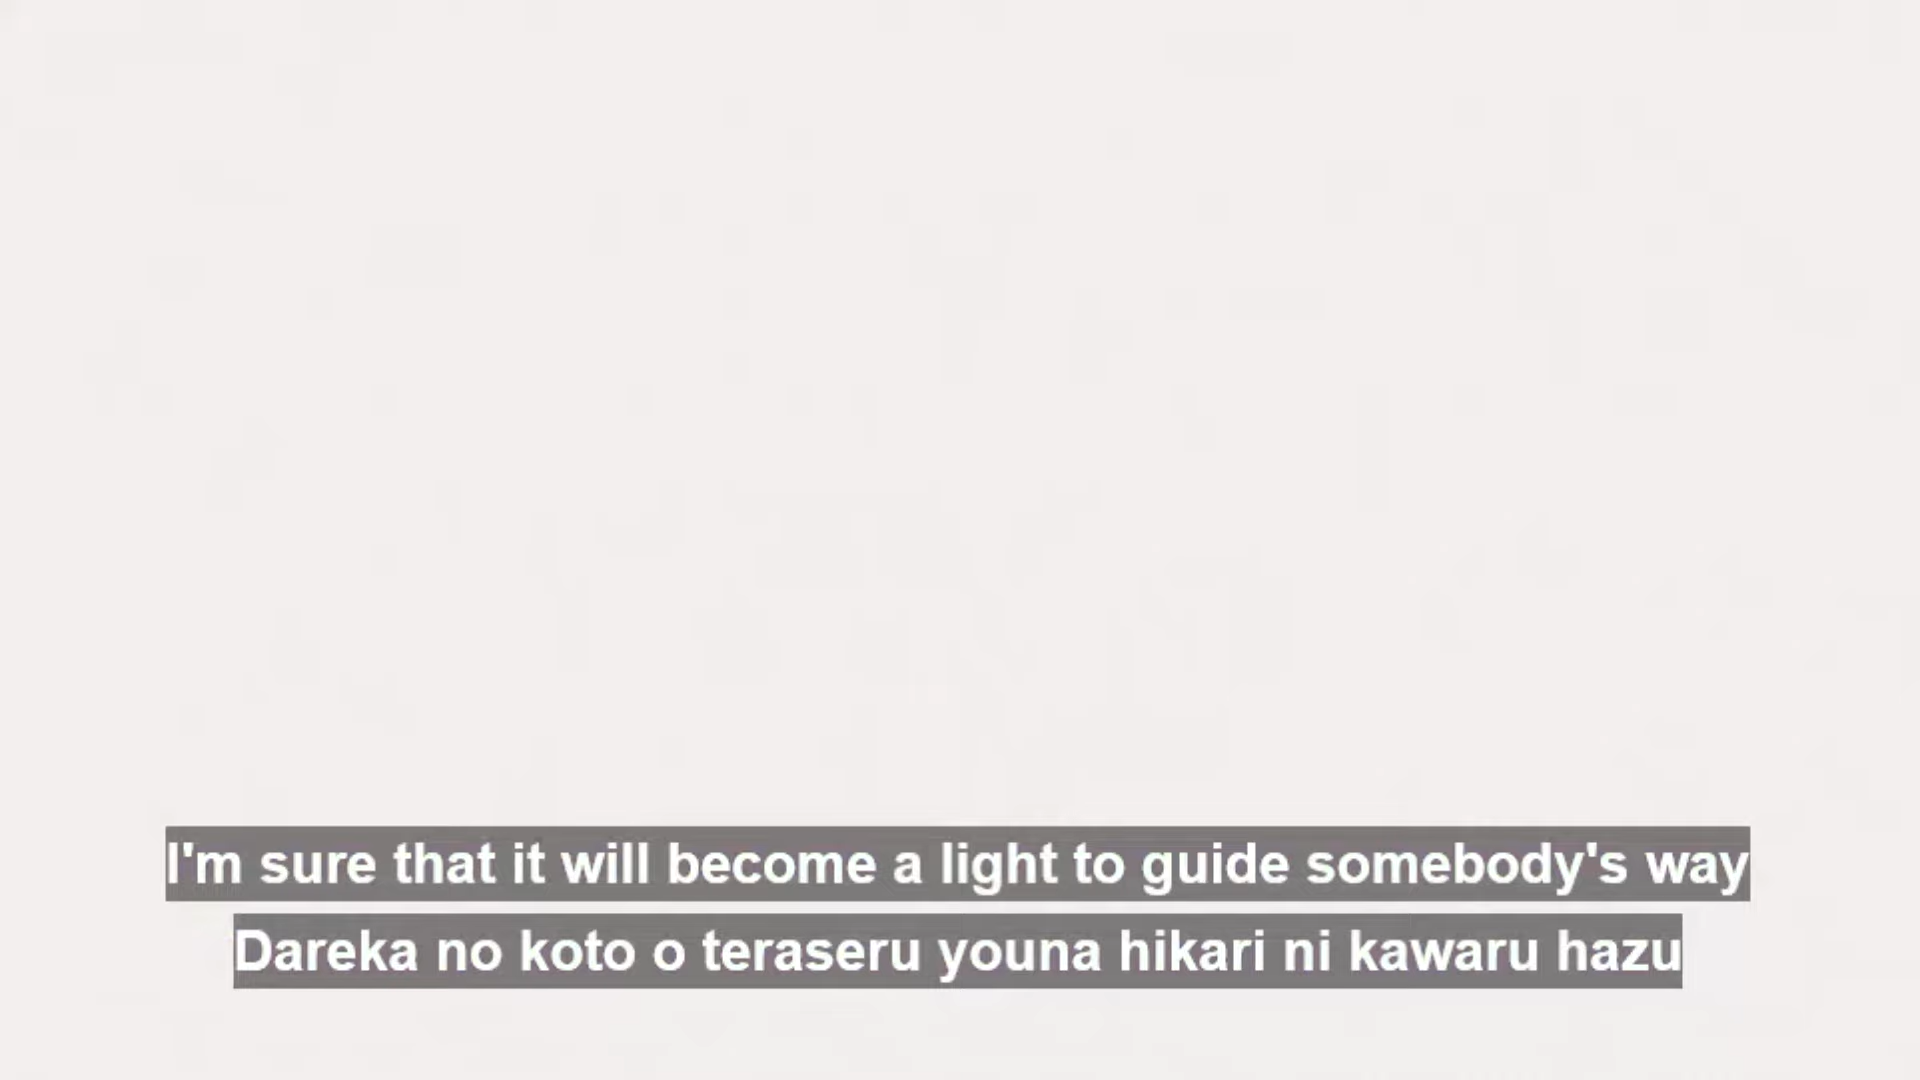 I'm sure that it will become a light to guide somebody's way
Dareka no koto o teraseru youna hikari ni kawaru hazu